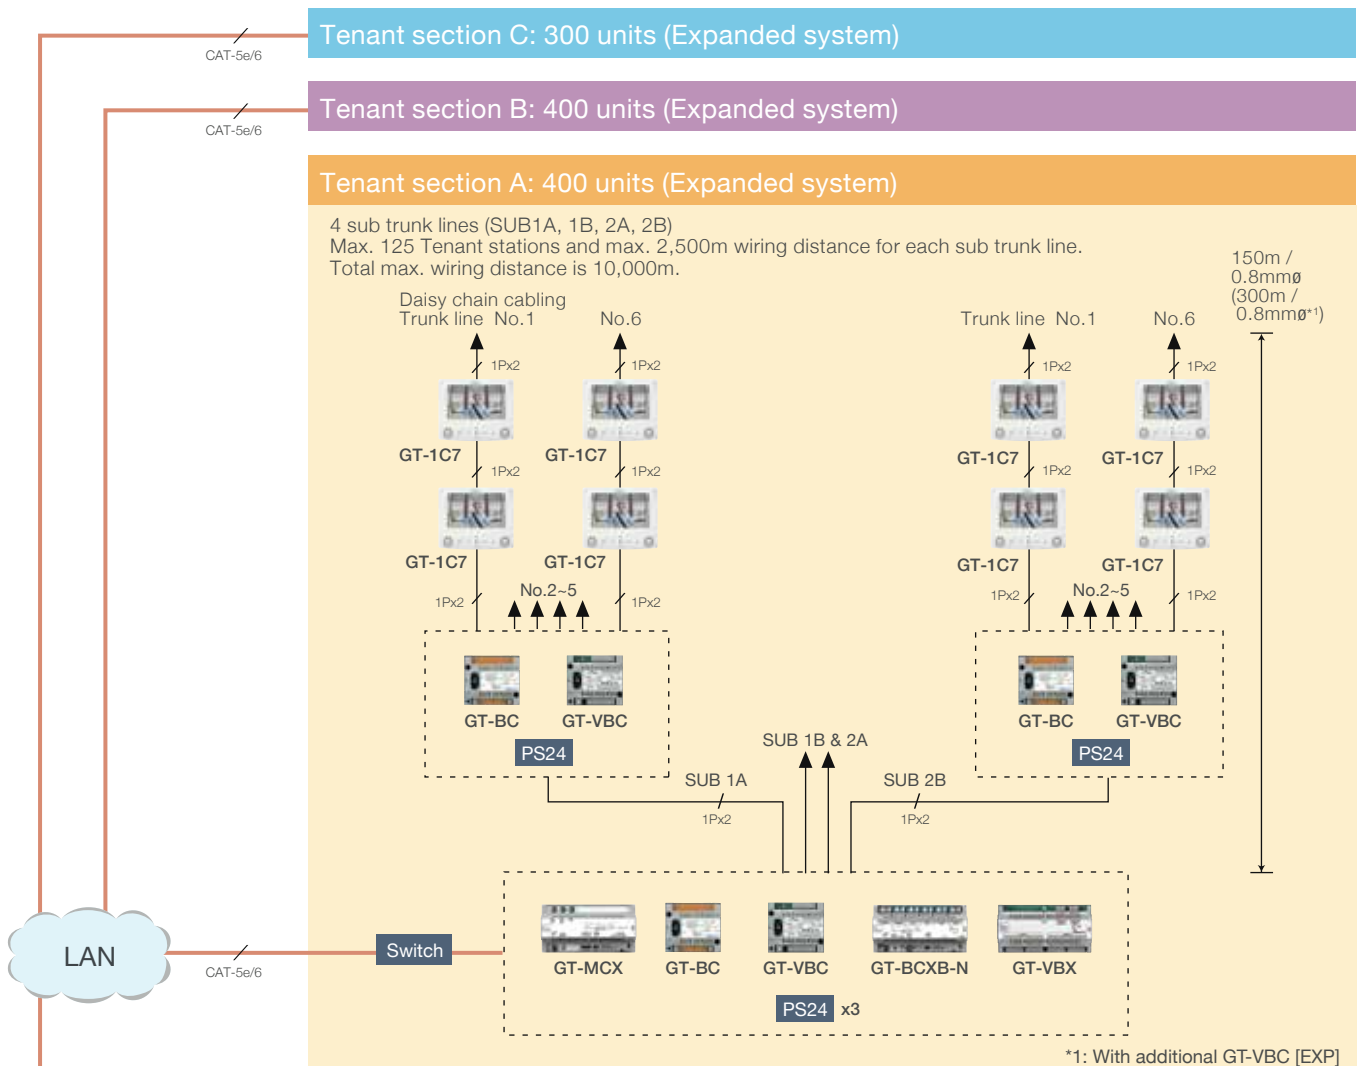 Tenant section C: 300 units (Expanded system)
CAT-5e/6
Tenant section B: 400 units (Expanded system)
CAT-5e/6
Tenant section A: 400 units (Expanded system)
4 sub trunk lines (SUB1A, 1B, 2A, 2B)
Max. 125 Tenant stations and max. 2,500m wiring distance for each sub trunk line.
Total max. wiring distance is 10,000m.
150m /
0.8mmø
(300m /
0.8mmø*1)
Daisy chain cabling
Trunk line No.1 No.6 Trunk line No.1 No.6
1Px2 1Px2 1Px2 1Px2
GT-1C7 GT-1C7 GT-1C7 GT-1C7
1Px2 1Px2 1Px2 1Px2
GT-1C7 GT-1C7 GT-1C7 GT-1C7
No.2~5 No.2~5
1Px2 1Px2 1Px2 1Px2
GT-BC GT-VBC GT-BC GT-VBC
PS24 PS24
SUB 1B & 2A
SUB 1A SUB 2B
1Px2 1Px2
LAN
CAT-5e/6
Switch
GT-MCX GT-BC GT-VBC GT-BCXB-N GT-VBX
PS24 x3
*1: With additional GT-VBC [EXP]